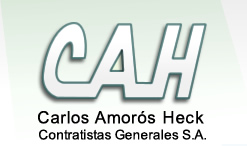 CAH
Carlos Amorós Heck
Contratistas Generales S.A.